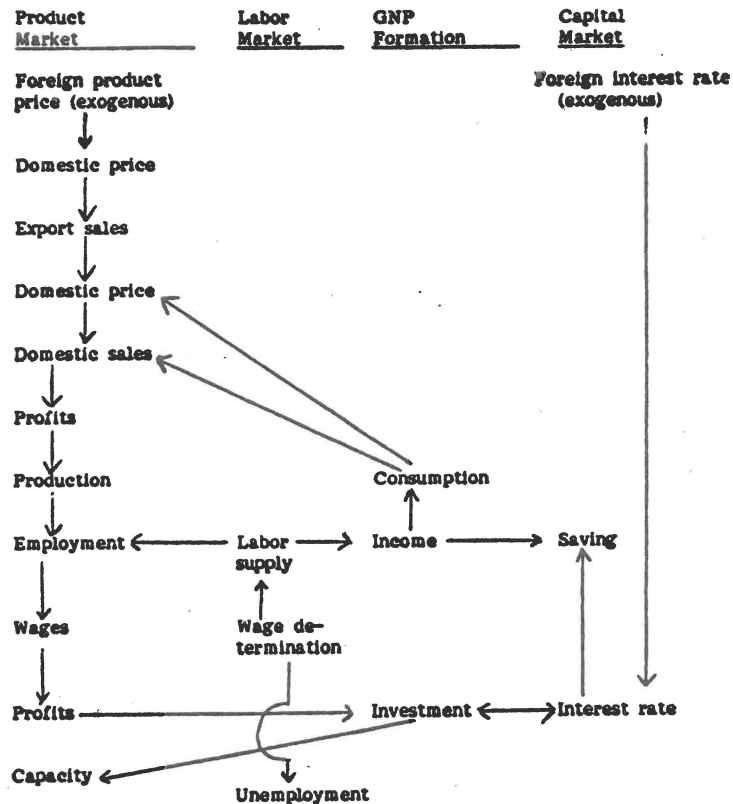 Product Labor GNP Capital
Market Market Formation Market
Foreign product Foreign interest rate
price (exogenous) (exogenous)
Domestic price
Export sales
Domestic price
Domestic sales
Profits
Production Consumption
Employment Labor Income Saving
supply
Wages Wage de-
termination
Profits Investment Interest rate
Capacity
Unemployment